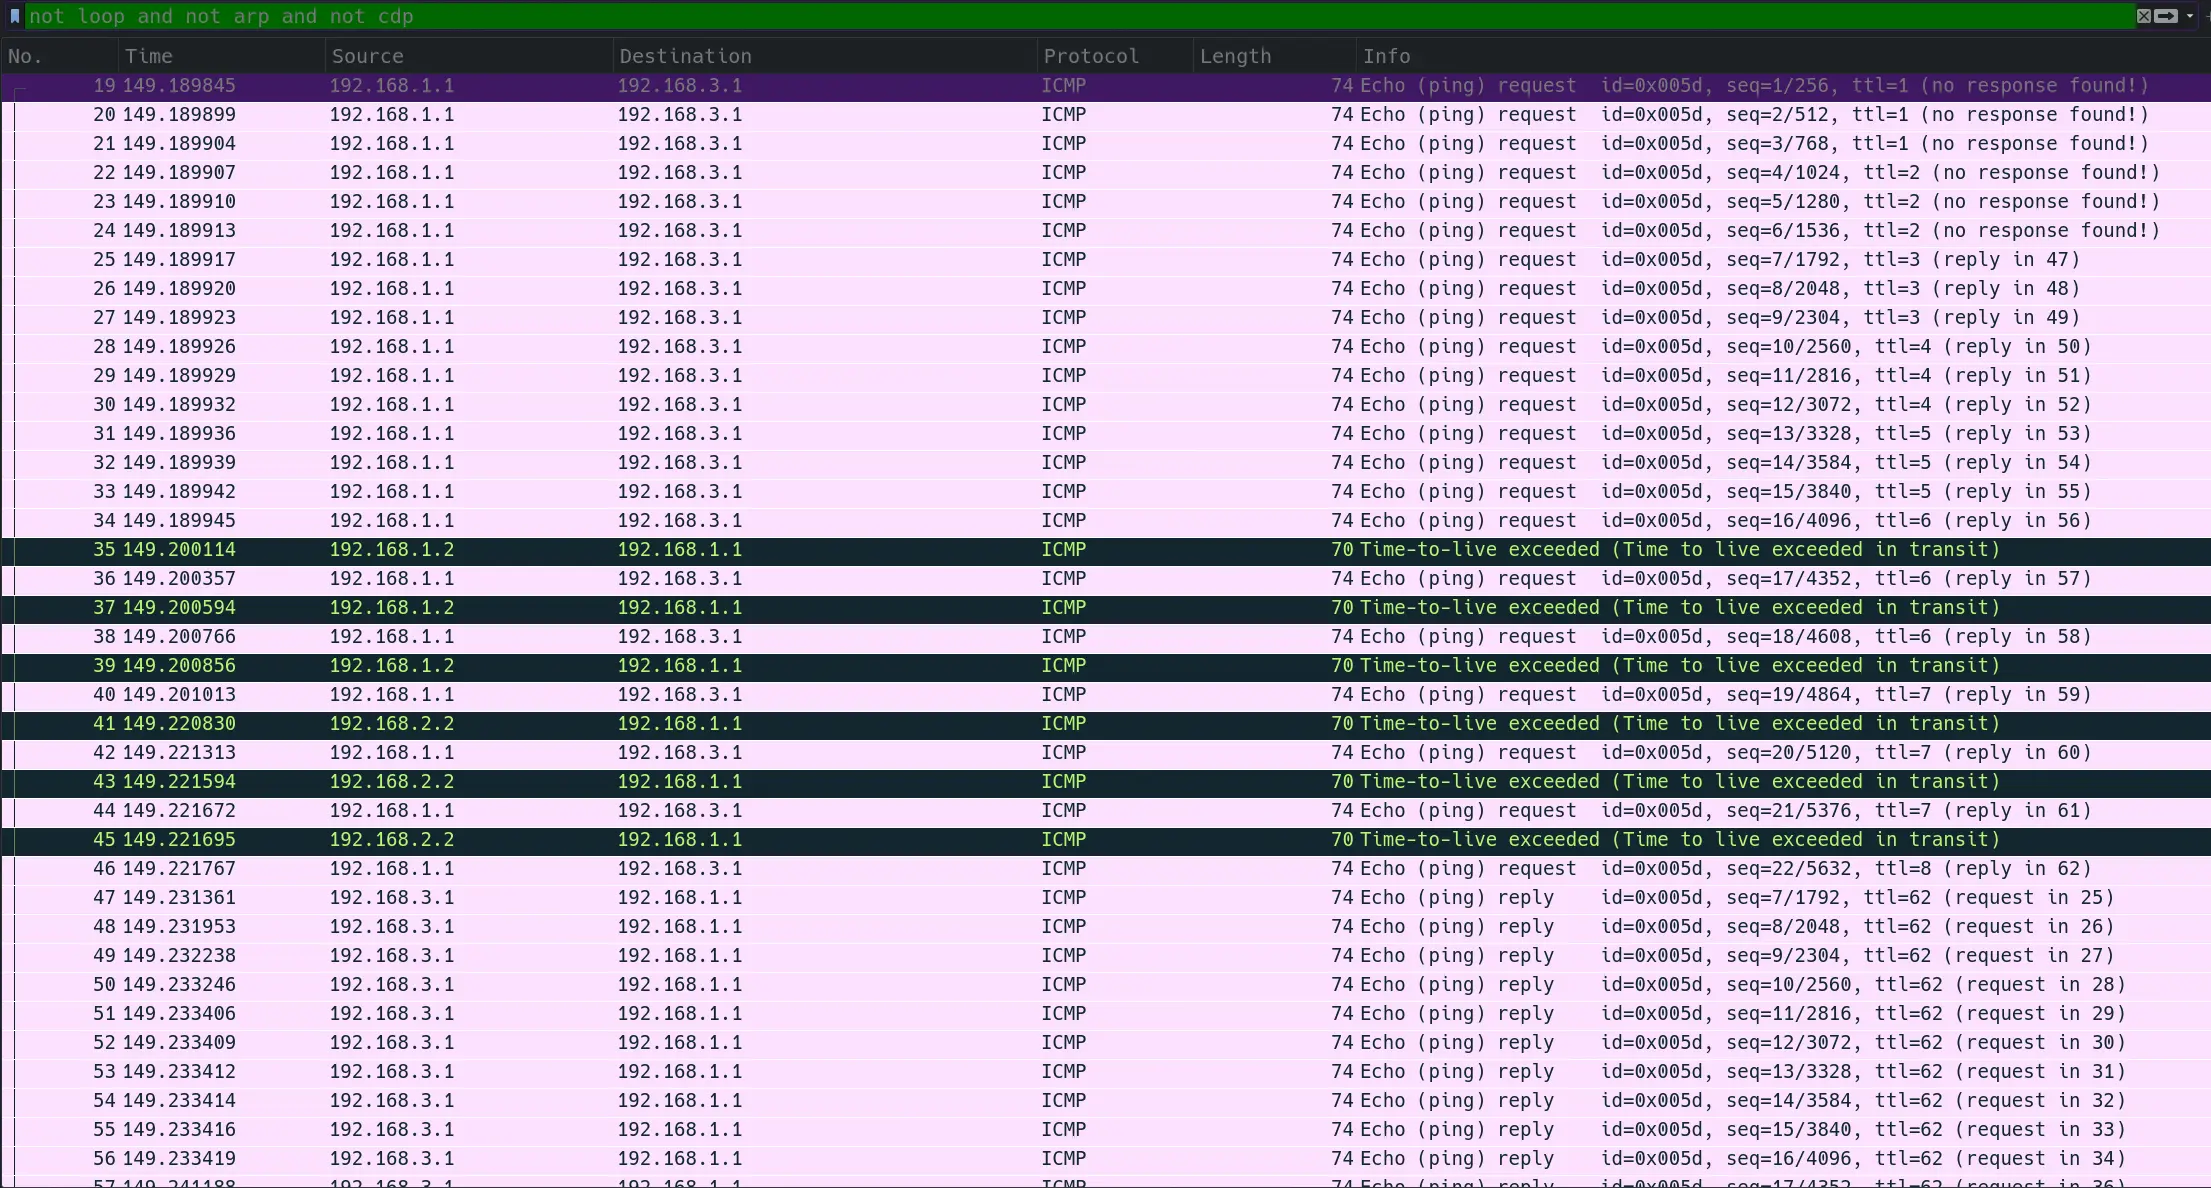 not loop and not arp and not cdp
No. Time Source Destination Protocol Length Info
19 149.189845 192.168.1.1 192.168.3.1 ICMP 74 Echo (ping) request id=0x005d, seq=1/256, ttl=1 (no response found!)
20 149.189899 192.168.1.1 192.168.3.1 ICMP 74 Echo (ping) request id=0x005d, seq=2/512, ttl=1 (no response found!)
21 149.189904 192.168.1.1 192.168.3.1 ICMP 74 Echo (ping) request id=0x005d, seq=3/768, ttl=1 (no response found!)
22 149.189907 192.168.1.1 192.168.3.1 ICMP 74 Echo (ping) request id=0x005d, seq=4/1024, ttl=2 (no response found!)
23 149.189910 192.168.1.1 192.168.3.1 ICMP 74 Echo (ping) request id=0x005d, seq=5/1280, ttl=2 (no response found!)
24 149.189913 192.168.1.1 192.168.3.1 ICMP 74 Echo (ping) request id=0x005d, seq=6/1536, ttl=2 (no response found!)
25 149.189917 192.168.1.1 192.168.3.1 ICMP 74 Echo (ping) request id=0x005d, seq=7/1792, ttl=3 (reply in 47)
26 149.189920 192.168.1.1 192.168.3.1 ICMP 74 Echo (ping) request id=0x005d, seq=8/2048, ttl=3 (reply in 48)
27 149.189923 192.168.1.1 192.168.3.1 ICMP 74 Echo (ping) request id=0x005d, seq=9/2304, ttl=3 (reply in 49)
28 149.189926 192.168.1.1 192.168.3.1 ICMP 74 Echo (ping) request id=0x005d, seq=10/2560, ttl=4 (reply in 50)
29 149.189929 192.168.1.1 192.168.3.1 ICMP 74 Echo (ping) request id=0x005d, seq=11/2816, ttl=4 (reply in 51)
30 149.189932 192.168.1.1 192.168.3.1 ICMP 74 Echo (ping) request id=0x005d, seq=12/3072, ttl=4 (reply in 52)
31 149.189936 192.168.1.1 192.168.3.1 ICMP 74 Echo (ping) request id=0x005d, seq=13/3328, ttl=5 (reply in 53)
32 149.189939 192.168.1.1 192.168.3.1 ICMP 74 Echo (ping) request id=0x005d, seq=14/3584, ttl=5 (reply in 54)
33 149.189942 192.168.1.1 192.168.3.1 ICMP 74 Echo (ping) request id=0x005d, seq=15/3840, ttl=5 (reply in 55)
34 149.189945 192.168.1.1 192.168.3.1 ICMP 74 Echo (ping) request id=0x005d, seq=16/4096, ttl=6 (reply in 56)
35 149.200114 192.168.1.2 192.168.1.1 ICMP 70 Time-to-live exceeded (Time to live exceeded in transit)
36 149.200357 192.168.1.1 192.168.3.1 ICMP 74 Echo (ping) request id=0x005d, seq=17/4352, ttl=6 (reply in 57)
37 149.200594 192.168.1.2 192.168.1.1 ICMP 70 Time-to-live exceeded (Time to live exceeded in transit)
38 149.200766 192.168.1.1 192.168.3.1 ICMP 74 Echo (ping) request id=0x005d, seq=18/4608, ttl=6 (reply in 58)
39 149.200856 192.168.1.2 192.168.1.1 ICMP 70 Time-to-live exceeded (Time to live exceeded in transit)
40 149.201013 192.168.1.1 192.168.3.1 ICMP 74 Echo (ping) request id=0x005d, seq=19/4864, ttl=7 (reply in 59)
41 149.220830 192.168.2.2 192.168.1.1 ICMP 70 Time-to-live exceeded (Time to live exceeded in transit)
42 149.221313 192.168.1.1 192.168.3.1 ICMP 74 Echo (ping) request id=0x005d, seq=20/5120, ttl=7 (reply in 60)
43 149.221594 192.168.2.2 192.168.1.1 ICMP 70 Time-to-live exceeded (Time to live exceeded in transit)
44 149.221672 192.168.1.1 192.168.3.1 ICMP 74 Echo (ping) request id=0x005d, seq=21/5376, ttl=7 (reply in 61)
45 149.221695 192.168.2.2 192.168.1.1 ICMP 70 Time-to-live exceeded (Time to live exceeded in transit)
46 149.221767 192.168.1.1 192.168.3.1 ICMP 74 Echo (ping) request id=0x005d, seq=22/5632, ttl=8 (reply in 62)
47 149.231361 192.168.3.1 192.168.1.1 ICMP 74 Echo (ping) reply id=0x005d, seq=7/1792, ttl=62 (request in 25)
48 149.231953 192.168.3.1 192.168.1.1 ICMP 74 Echo (ping) reply id=0x005d, seq=8/2048, ttl=62 (request in 26)
49 149.232238 192.168.3.1 192.168.1.1 ICMP 74 Echo (ping) reply id=0x005d, seq=9/2304, ttl=62 (request in 27)
50 149.233246 192.168.3.1 192.168.1.1 ICMP 74 Echo (ping) reply id=0x005d, seq=10/2560, ttl=62 (request in 28)
51 149.233406 192.168.3.1 192.168.1.1 ICMP 74 Echo (ping) reply id=0x005d, seq=11/2816, ttl=62 (request in 29)
52 149.233409 192.168.3.1 192.168.1.1 ICMP 74 Echo (ping) reply id=0x005d, seq=12/3072, ttl=62 (request in 30)
53 149.233412 192.168.3.1 192.168.1.1 ICMP 74 Echo (ping) reply id=0x005d, seq=13/3328, ttl=62 (request in 31)
54 149.233414 192.168.3.1 192.168.1.1 ICMP 74 Echo (ping) reply id=0x005d, seq=14/3584, ttl=62 (request in 32)
55 149.233416 192.168.3.1 192.168.1.1 ICMP 74 Echo (ping) reply id=0x005d, seq=15/3840, ttl=62 (request in 33)
56 149.233419 192.168.3.1 192.168.1.1 ICMP 74 Echo (ping) reply id=0x005d, seq=16/4096, ttl=62 (request in 34)
57 149.241188 192.168.3.1 192.168.1.1 ICMP 74 Echo (ping) reply id=0x005d, seq=17/4352, ttl=62 (request in 36)